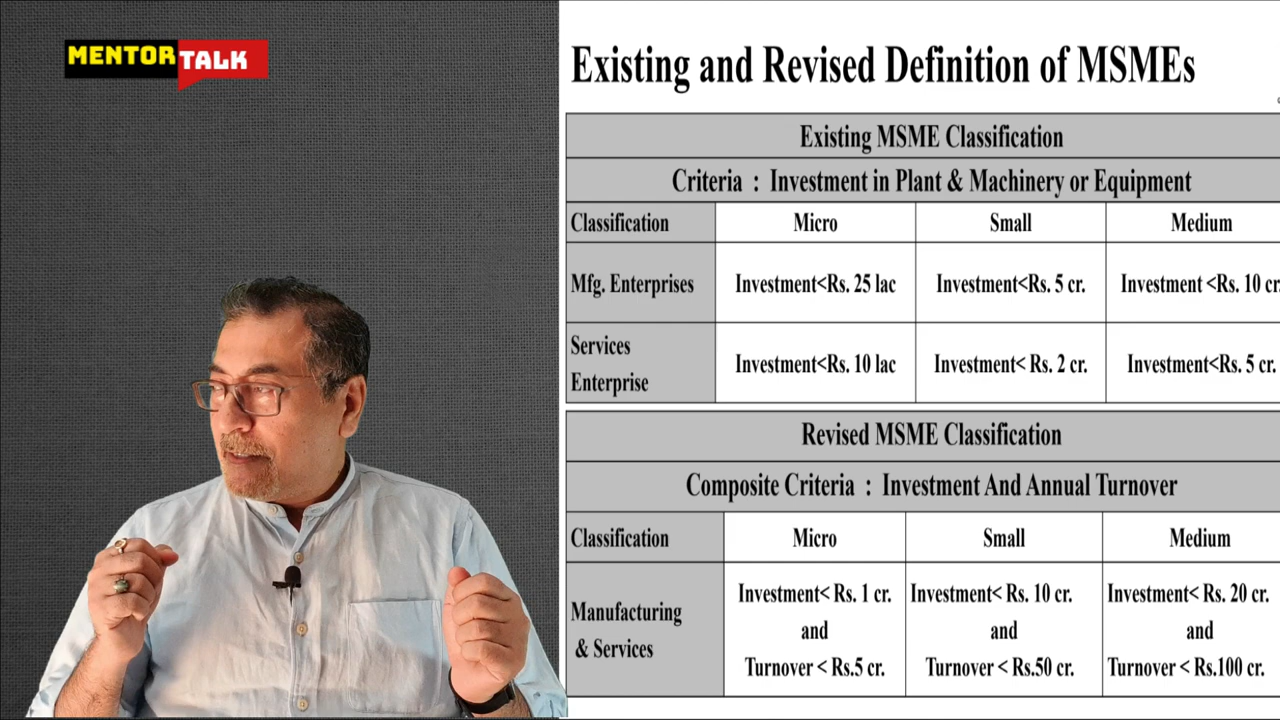 MENTOR TALK
Existing and Revised Definition of MSMEs
Existing MSME Classification
Criteria : Investment in Plant & Machinery or Equipment
Classification Micro Small Medium
Mfg. Enterprises Investment<Rs. 25 lac Investment<Rs. 5 cr. Investment <Rs. 10 cr.
Services
Enterprise
Investment<Rs. 10 lac Investment< Rs. 2 cr. Investment<Rs. 5 cr.
Revised MSME Classification
Composite Criteria : Investment And Annual Turnover
Classification Micro Small Medium
Manufacturing
& Services
Investment< Rs. 1 cr.
and
Turnover < Rs.5 cr.
Investment< Rs. 10 cr.
and
Turnover < Rs.50 cr.
Investment< Rs. 20 cr.
and
Turnover < Rs.100 cr.